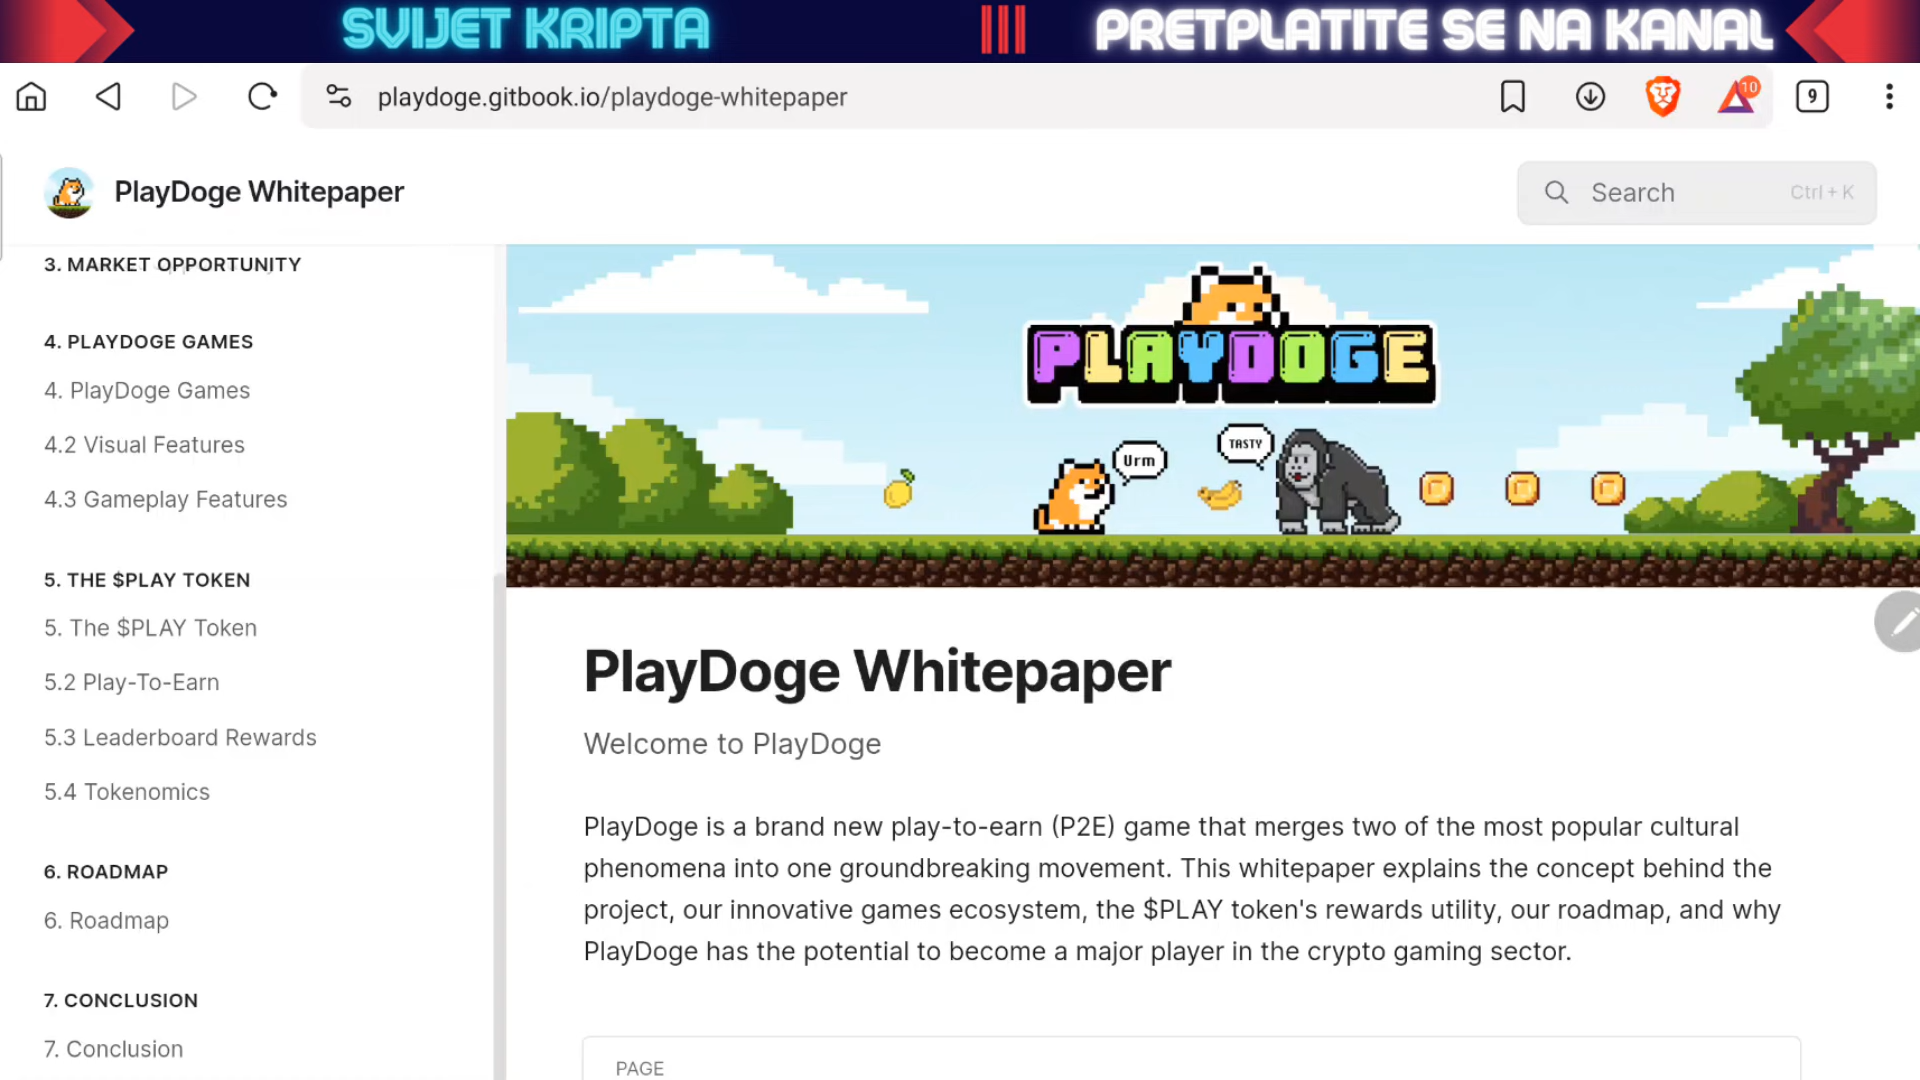 SVIJET KRIPTA
PRETPLATITE SE NA KANAL
playdoge.gitbook.io/playdoge-whitepaper
10
9
PlayDoge Whitepaper
Search
Ctrl + K
3. MARKET OPPORTUNITY
4. PLAYDOGE GAMES
4. PlayDoge Games
4.2 Visual Features
4.3 Gameplay Features
5. THE $PLAY TOKEN
5. The $PLAY Token
5.2 Play-To-Earn
5.3 Leaderboard Rewards
5.4 Tokenomics
6. ROADMAP
6. Roadmap
7. CONCLUSION
7. Conclusion
PLAYDOGE
Urm
TASTY
PlayDoge Whitepaper
Welcome to PlayDoge
PlayDoge is a brand new play-to-earn (P2E) game that merges two of the most popular cultural
phenomena into one groundbreaking movement. This whitepaper explains the concept behind the
project, our innovative games ecosystem, the $PLAY token's rewards utility, our roadmap, and why
PlayDoge has the potential to become a major player in the crypto gaming sector.
PAGE